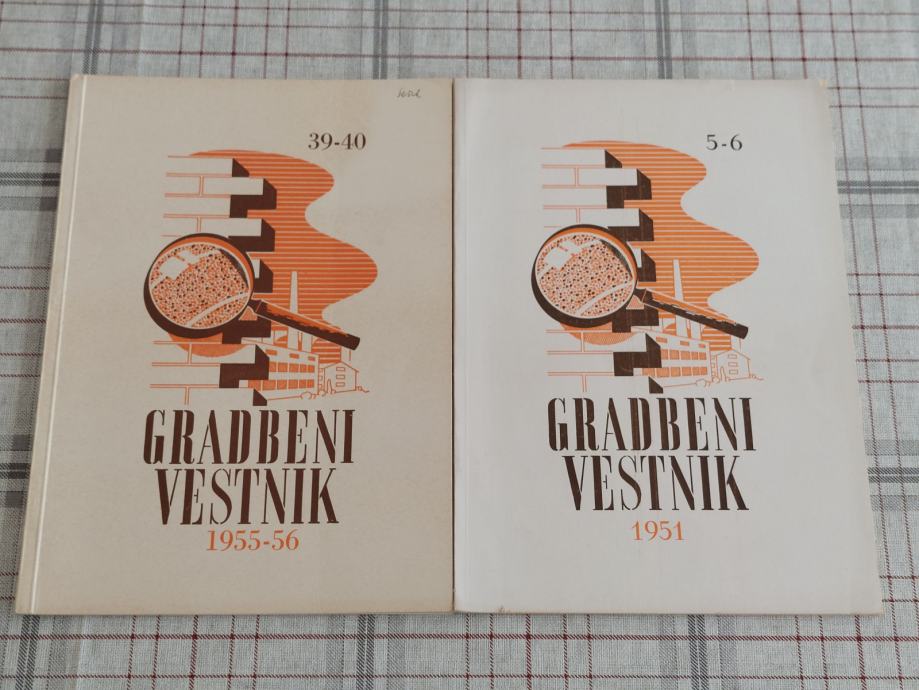 39-40
GRADBENI
VESTNIK
1955-56
5-6
GRADBENI
VESTNIK
1951